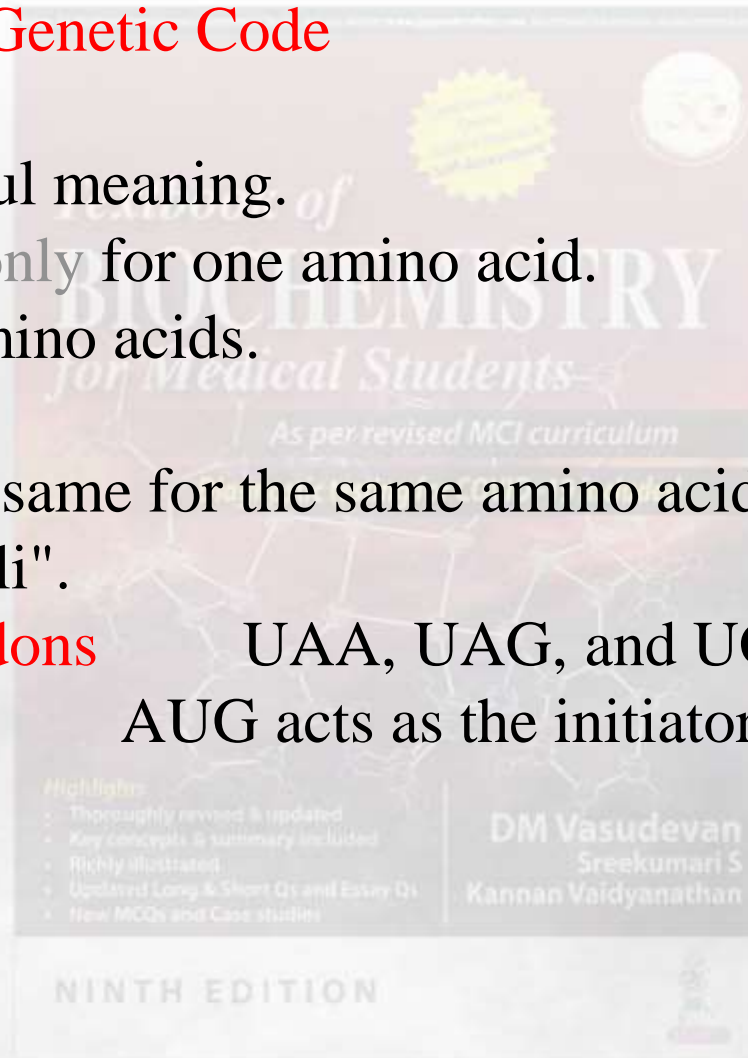 Genetic Code
ul meaning.
Textbook of
only for one amino acid.
BIOCHEMISTRY
nino acids.
for Medical Students
As per revised MCI curriculum
same for the same amino acid
li".
dons UAA, UAG, and U
AUG acts as the initiator
Highlights
• Thoroughly revised & updated
• Key concepts & summary included
• Richly illustrated
• Updated Long & Short Qs and Essay Qs
• New MCQs and Case studies
DM Vasudevan
Sreekumari S
Kannan Vaidyanathan
NINTH EDITION